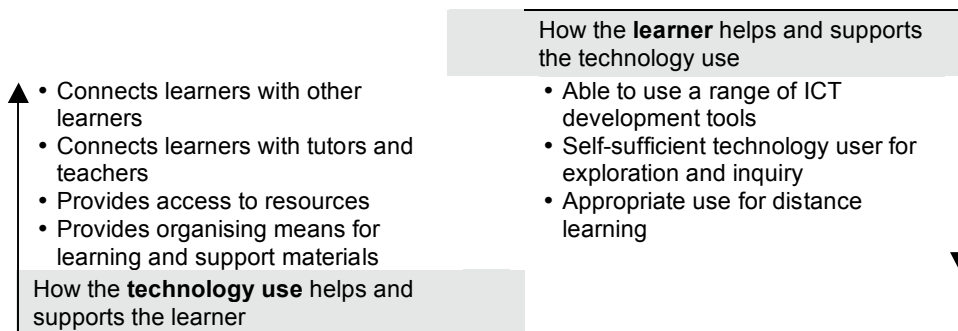 How the learner helps and supports
the technology use
• Connects learners with other
learners
• Connects learners with tutors and
teachers
• Provides access to resources
• Provides organising means for
learning and support materials
How the technology use helps and
supports the learner
• Able to use a range of ICT
development tools
• Self-sufficient technology user for
exploration and inquiry
• Appropriate use for distance
learning